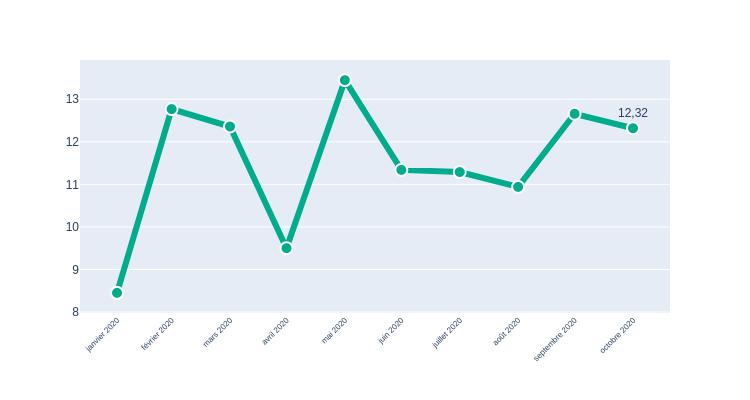 13
12
11
10
9
8
12,32
janvier 2020
février 2020
mars 2020
avril 2020
mai 2020
juin 2020
juillet 2020
août 2020
septembre 2020
octobre 2020